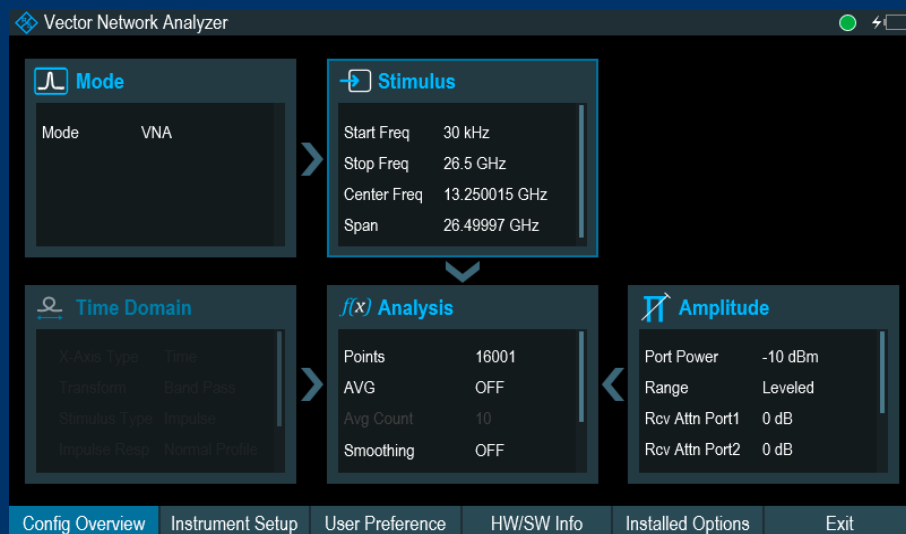 Vector Network Analyzer
Mode
Mode VNA
Stimulus
Start Freq 30 kHz
Stop Freq 26.5 GHz
Center Freq 13.250015 GHz
Span 26.49997 GHz
Time Domain
X-Axis Type Time
Transform Band Pass
Stimulus Type Impulse
Impulse Resp Normal Profile
f(x) Analysis
Points 16001
AVG OFF
Avg Count 10
Smoothing OFF
Amplitude
Port Power -10 dBm
Range Leveled
Rcv Attn Port1 0 dB
Rcv Attn Port2 0 dB
Config Overview Instrument Setup User Preference HW/SW Info Installed Options Exit